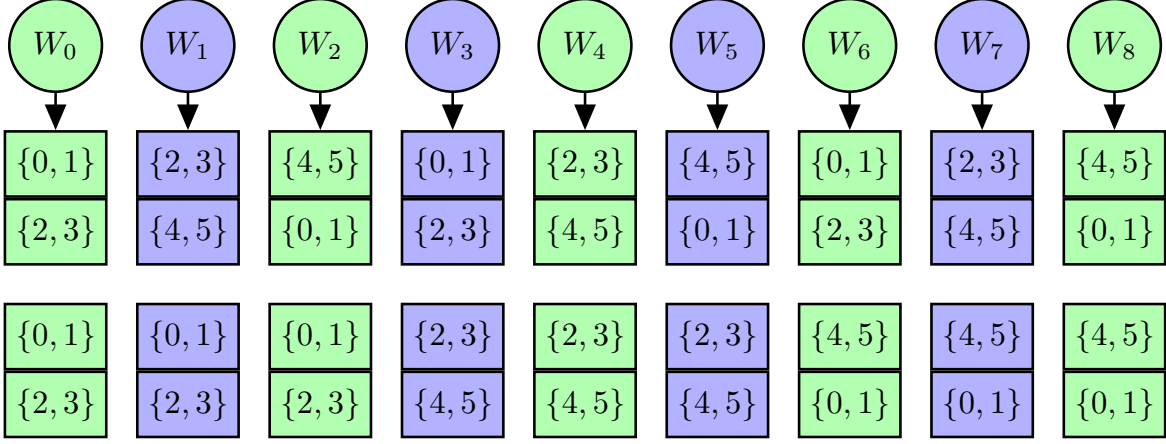 W₀ W₁ W₂ W₃ W₄ W₅ W₆ W₇ W₈
{0, 1} {2, 3} {4, 5} {0, 1} {2, 3} {4, 5} {0, 1} {2, 3} {4, 5}
{2, 3} {4, 5} {0, 1} {2, 3} {4, 5} {0, 1} {2, 3} {4, 5} {0, 1}
{0, 1} {0, 1} {0, 1} {2, 3} {2, 3} {2, 3} {4, 5} {4, 5} {4, 5}
{2, 3} {2, 3} {2, 3} {4, 5} {4, 5} {4, 5} {0, 1} {0, 1} {0, 1}